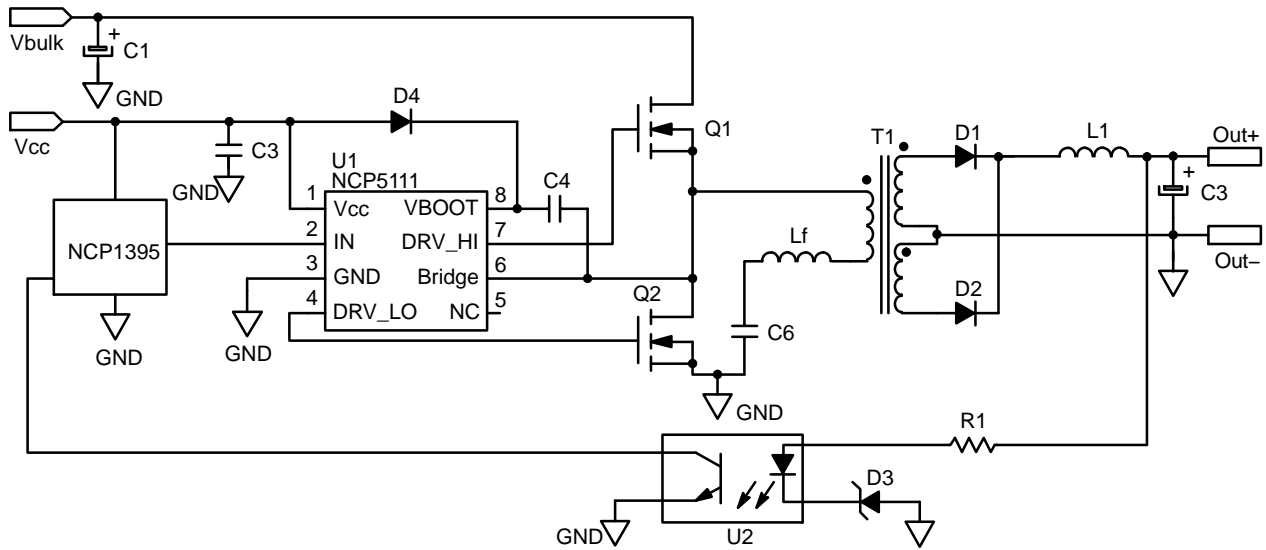 Vbulk
+
C1
GND
Vcc
D4
C3
GND
U1
NCP5111
C4
Q1
NCP1395
GND
1
Vcc
VBOOT
8
2
IN
DRV_HI
7
3
GND
Bridge
6
4
DRV_LO
NC
5
GND
Q2
Lf
C6
GND
T1
D1
L1
Out+
+
C3
Out–
D2
R1
D3
GND
U2